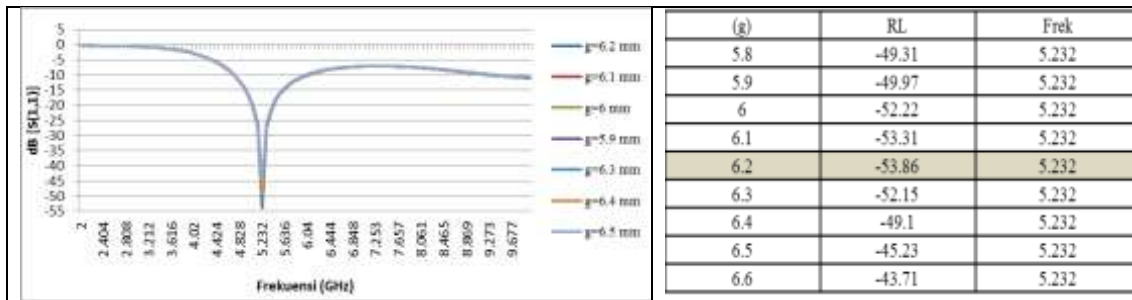 5
0
-5
-10
-15
-20
-25
-30
-35
-40
-45
-50
-55
dB [S(1,1)
2
2.404
2.808
3.212
3.616
4.02
4.424
4.828
5.232
5.636
6.04
6.444
6.848
7.253
7.657
8.061
8.465
8.869
9.273
9.677
Frekuensi (GHz)
g=6.2 mm
g=6.1 mm
g=6 mm
g=5.9 mm
g=6.3 mm
g=6.4 mm
g=6.5 mm
(g) RL Frek
5.8 -49.31 5.232
5.9 -49.97 5.232
6 -52.22 5.232
6.1 -53.31 5.232
6.2 -53.86 5.232
6.3 -52.15 5.232
6.4 -49.1 5.232
6.5 -45.23 5.232
6.6 -43.71 5.232